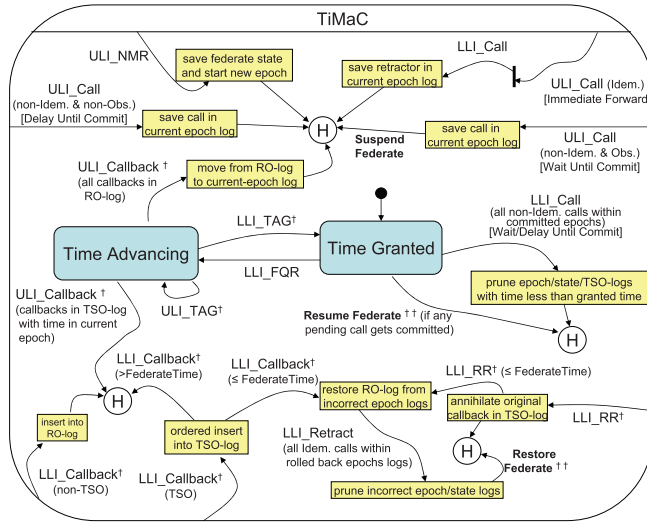 TiMaC
ULI_NMR
save federate state
and start new epoch
save retractor in
current epoch log
LLI_Call
ULI_Call
(non-Idem. & non-Obs.)
[Delay Until Commit]
ULI_Call (Idem.)
[Immediate Forward]
save call in
current epoch log
H
Suspend
Federate
save call in
current epoch log
ULI_Call
(non-Idem. & Obs.)
[Wait Until Commit]
ULI_Callback †
(all callbacks in
RO-log)
move from RO-log
to current-epoch log
LLI_Call
(all non-Idem. calls within
committed epochs)
[Wait/Delay Until Commit]
LLI_TAG†
Time Advancing
Time Granted
LLI_FQR
ULI_TAG†
ULI_Callback †
(callbacks in TSO-log
with time in current
epoch)
prune epoch/state/TSO-logs
with time less than granted time
Resume Federate †† (if any
pending call gets committed)
H
LLI_Callback†
(>FederateTime)
LLI_Callback†
(≤ FederateTime)
LLI_RR† (≤ FederateTime)
H
restore RO-log from
incorrect epoch logs
annihilate original
callback in TSO-log
LLI_RR†
insert into
RO-log
ordered insert
into TSO-log
LLI_Retract
(all Idem. calls within
rolled back epochs logs)
H
Restore
Federate ††
LLI_Callback†
(non-TSO)
LLI_Callback†
(TSO)
prune incorrect epoch/state logs